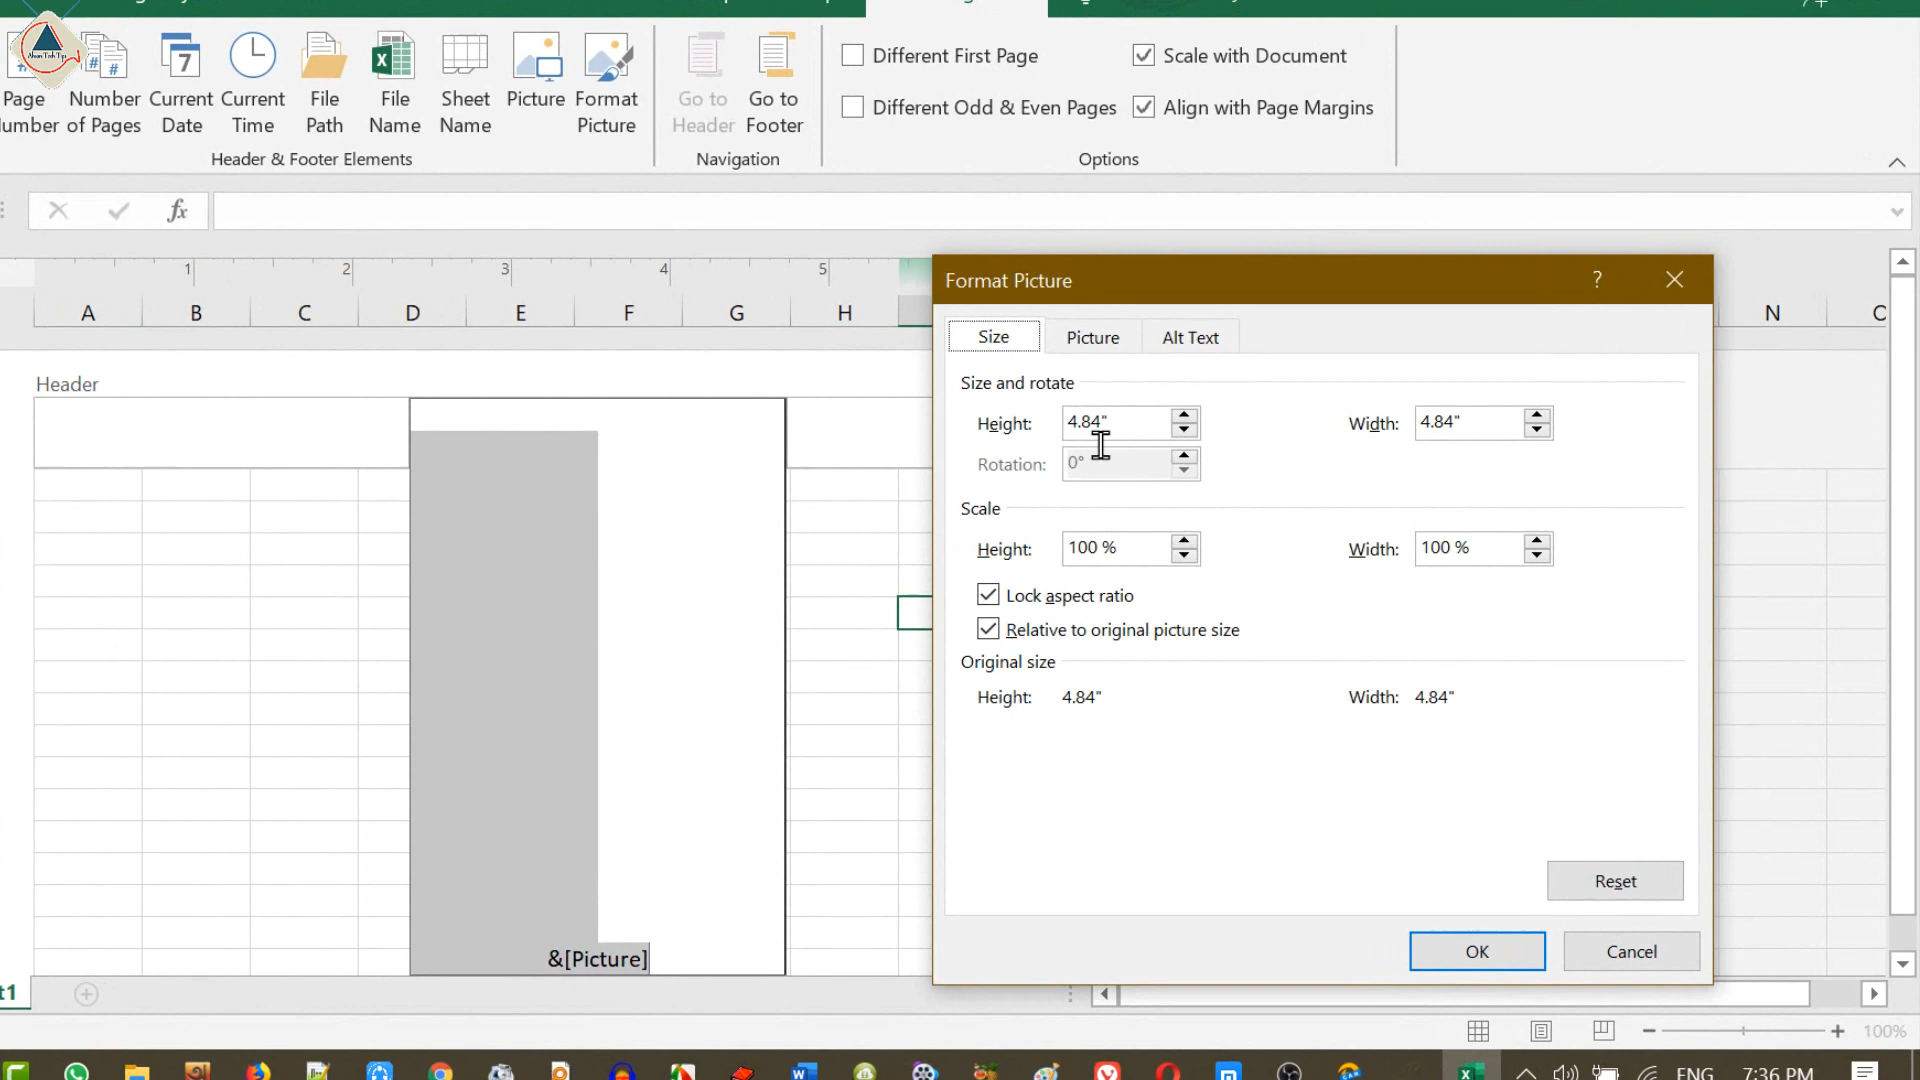 Page
umber
Number
of Pages
7
Current
Date
Current
Time
File
Path
File
Name
Sheet
Name
Picture
Format
Picture
Header & Footer Elements
Go to
Header
Go to
Footer
Navigation
Different First Page
Different Odd & Even Pages
Scale with Document
Align with Page Margins
Options
fx
1 2 3 4 5
A B C D E F G H N C
Header
&[Picture]
Format Picture
?
Size Picture Alt Text
Size and rotate
Height: 4.84" Width: 4.84"
Rotation: 0°
Scale
Height: 100 % Width: 100 %
Lock aspect ratio
Relative to original picture size
Original size
Height: 4.84" Width: 4.84"
Reset
OK Cancel
t1
100%
ENG 7:36 PM